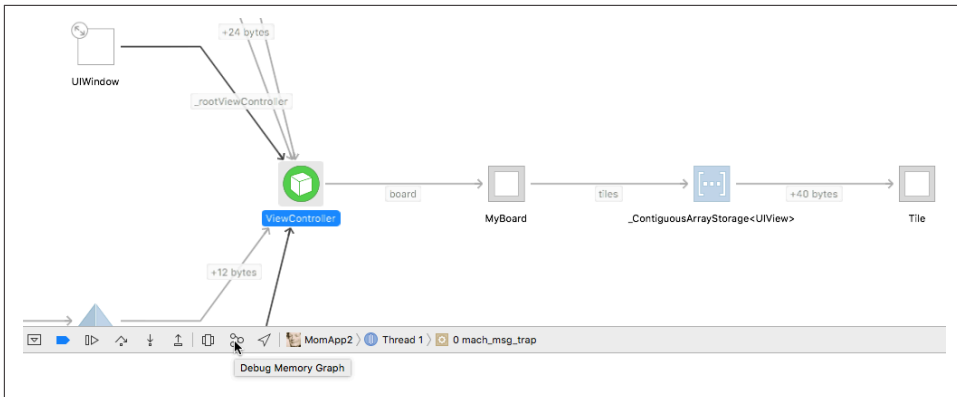 +24 bytes
UIWindow
_rootViewController
board
tiles
+40 bytes
ViewController
MyBoard
_ContiguousArrayStorage<UIView>
Tile
+12 bytes
MomApp2 〉 Thread 1 〉 0 mach_msg_trap
Debug Memory Graph